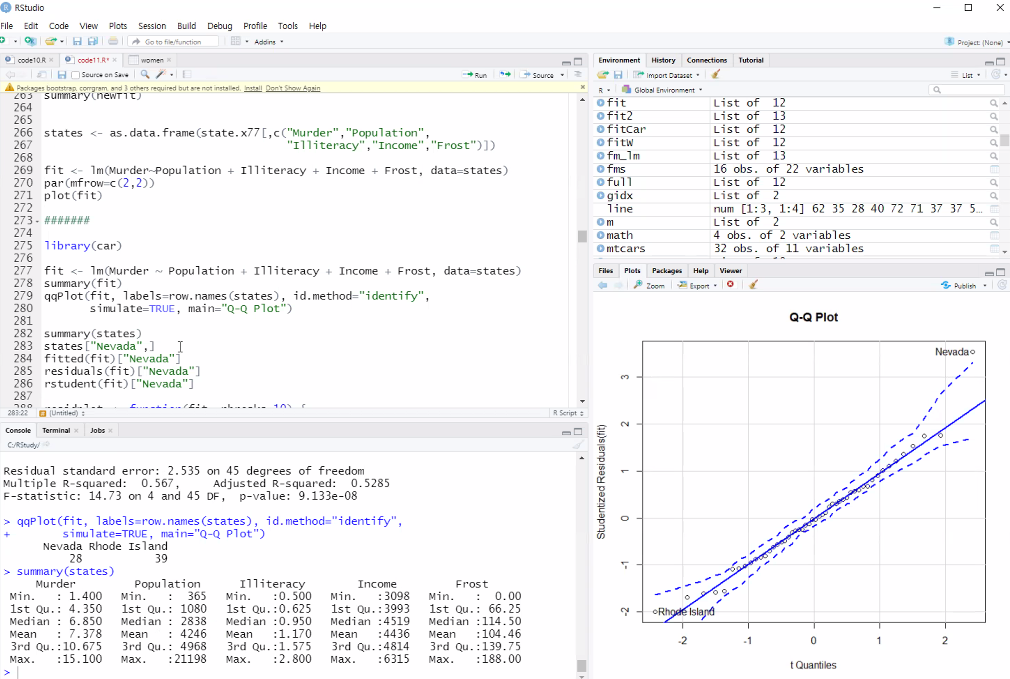 RStudio
File Edit Code View Plots Session Build Debug Profile Tools Help
Go to file/function Addins Project: (None)
code10.R code11.R* women
Source on Save Run Source
Packages bootstrap, corrgram, and 3 others required but are not installed. Install Don't Show Again
263 summary(newfit)
264
265
266 states <- as.data.frame(state.x77[,c("Murder","Population",
267 "Illiteracy","Income","Frost")])
268
269 fit <- lm(Murder~Population + Illiteracy + Income + Frost, data=states)
270 par(mfrow=c(2,2))
271 plot(fit)
272
273 #######
274
275 library(car)
276
277 fit <- lm(Murder ~ Population + Illiteracy + Income + Frost, data=states)
278 summary(fit)
279 qqPlot(fit, labels=row.names(states), id.method="identify",
280 simulate=TRUE, main="Q-Q Plot")
281
282 summary(states)
283 states["Nevada",]
284 fitted(fit)["Nevada"]
285 residuals(fit)["Nevada"]
286 rstudent(fit)["Nevada"]
287
283:22 (Untitled) R Script
Console Terminal Jobs
C:/RStudy/
Residual standard error: 2.535 on 45 degrees of freedom
Multiple R-squared: 0.567, Adjusted R-squared: 0.5285
F-statistic: 14.73 on 4 and 45 DF, p-value: 9.133e-08
> qqPlot(fit, labels=row.names(states), id.method="identify",
+ simulate=TRUE, main="Q-Q Plot")
Nevada Rhode Island
28 39
> summary(states)
Murder Population Illiteracy Income Frost
Min. : 1.400 Min. : 365 Min. :0.500 Min. :3098 Min. : 0.00
1st Qu.: 4.350 1st Qu.: 1080 1st Qu.:0.625 1st Qu.:3993 1st Qu.: 66.25
Median : 6.850 Median : 2838 Median :0.950 Median :4519 Median :114.50
Mean : 7.378 Mean : 4246 Mean :1.170 Mean :4436 Mean :104.46
3rd Qu.:10.675 3rd Qu.: 4968 3rd Qu.:1.575 3rd Qu.:4814 3rd Qu.:139.75
Max. :15.100 Max. :21198 Max. :2.800 Max. :6315 Max. :188.00
>
Environment History Connections Tutorial
Import Dataset List
R Global Environment
fit List of 12
fit2 List of 13
fitCar List of 12
fitW List of 12
fm_lm List of 13
fms 16 obs. of 22 variables
full List of 12
gidx List of 2
line num [1:3, 1:4] 62 35 28 40 72 71 37 37 5...
m List of 2
math 4 obs. of 2 variables
mtcars 32 obs. of 11 variables
Files Plots Packages Help Viewer
Zoom Export Publish
Q-Q Plot
Nevada
3
2
1
0
-1
-2
Studentized Residuals(fit)
Rhode Island
-2 -1 0 1 2
t Quantiles